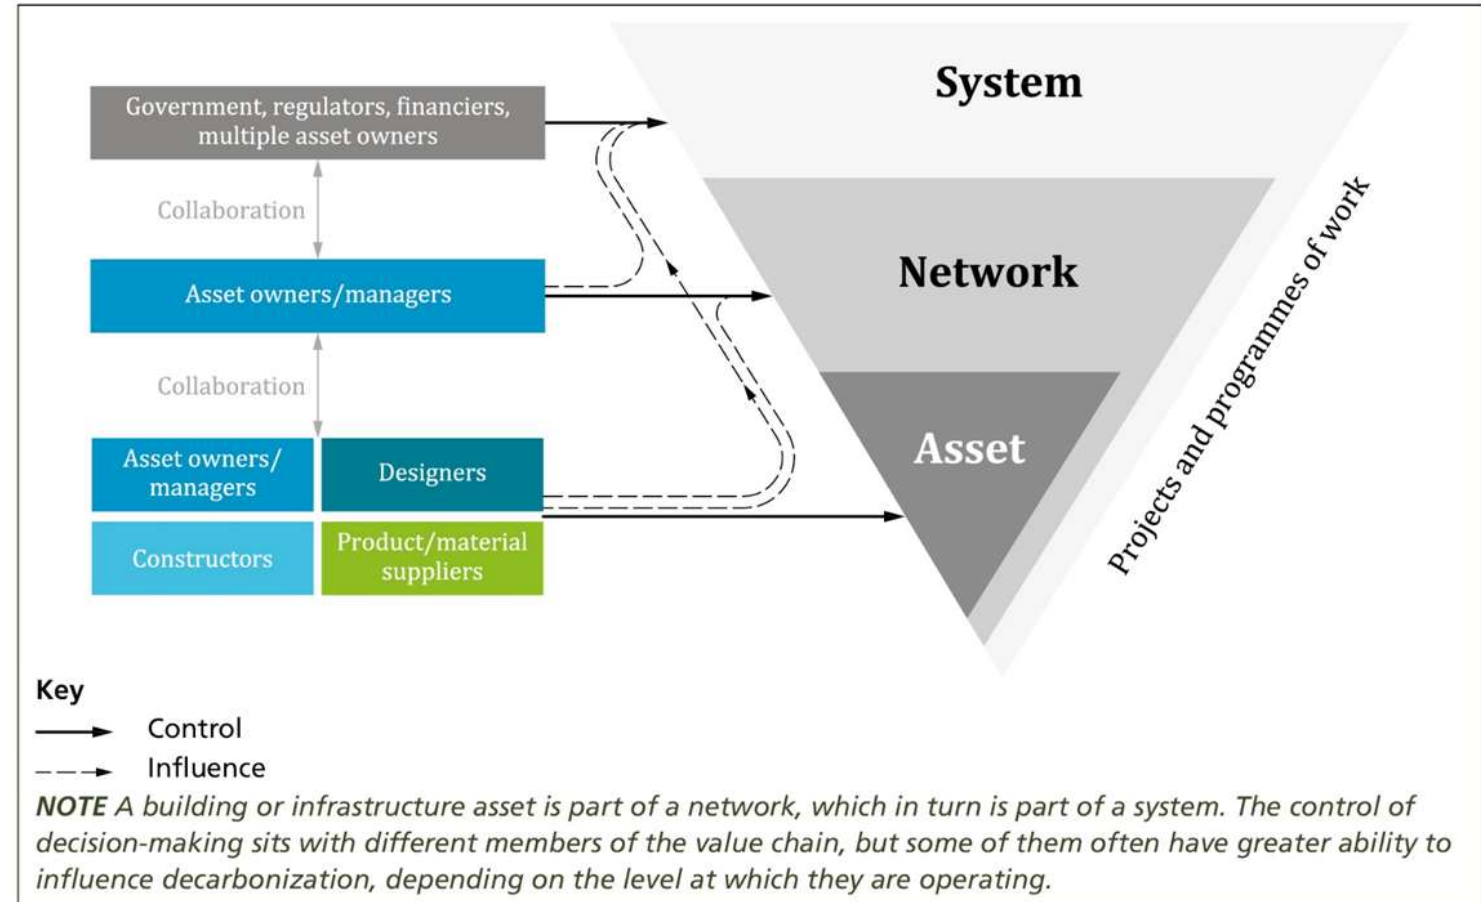 System
Government, regulators, financiers,
multiple asset owners
Collaboration
Network
Asset owners/managers
Projects and programmes of work
Collaboration
Asset
Asset owners/
managers
Designers
Constructors
Product/material
suppliers
Key
Control
Influence
NOTE A building or infrastructure asset is part of a network, which in turn is part of a system. The control of
decision-making sits with different members of the value chain, but some of them often have greater ability to
influence decarbonization, depending on the level at which they are operating.